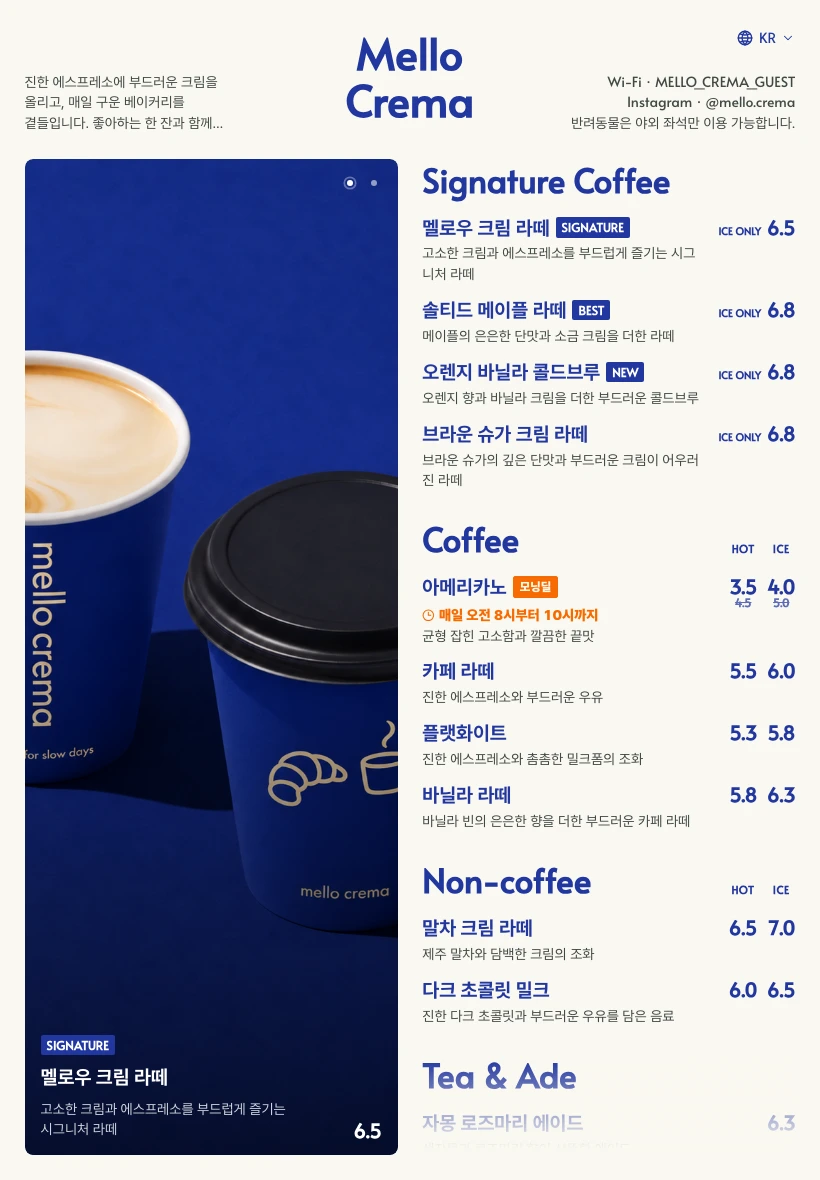 Mello
Crema
KR
진한 에스프레소에 부드러운 크림을
올리고, 매일 구운 베이커리를
곁들입니다. 좋아하는 한 잔과 함께...
Wi-Fi · MELLO_CREMA_GUEST
Instagram · @mello.crema
반려동물은 야외 좌석만 이용 가능합니다.
mello crema
for slow days
mello crema
SIGNATURE
멜로우 크림 라떼
고소한 크림과 에스프레소를 부드럽게 즐기는
시그니처 라떼
6.5
Signature Coffee
멜로우 크림 라떼 SIGNATURE ICE ONLY 6.5
고소한 크림과 에스프레소를 부드럽게 즐기는 시그
니처 라떼
솔티드 메이플 라떼 BEST ICE ONLY 6.8
메이플의 은은한 단맛과 소금 크림을 더한 라떼
오렌지 바닐라 콜드브루 NEW ICE ONLY 6.8
오렌지 향과 바닐라 크림을 더한 부드러운 콜드브루
브라운 슈가 크림 라떼 ICE ONLY 6.8
브라운 슈가의 깊은 단맛과 부드러운 크림이 어우러
진 라떼
Coffee HOT ICE
아메리카노 모닝딜 3.5 4.0
4.5 5.0
매일 오전 8시부터 10시까지
균형 잡힌 고소함과 깔끔한 끝맛
카페 라떼 5.5 6.0
진한 에스프레소와 부드러운 우유
플랫화이트 5.3 5.8
진한 에스프레소와 촘촘한 밀크폼의 조화
바닐라 라떼 5.8 6.3
바닐라 빈의 은은한 향을 더한 부드러운 카페 라떼
Non-coffee HOT ICE
말차 크림 라떼 6.5 7.0
제주 말차와 담백한 크림의 조화
다크 초콜릿 밀크 6.0 6.5
진한 다크 초콜릿과 부드러운 우유를 담은 음료
Tea & Ade
자몽 로즈마리 에이드 6.3